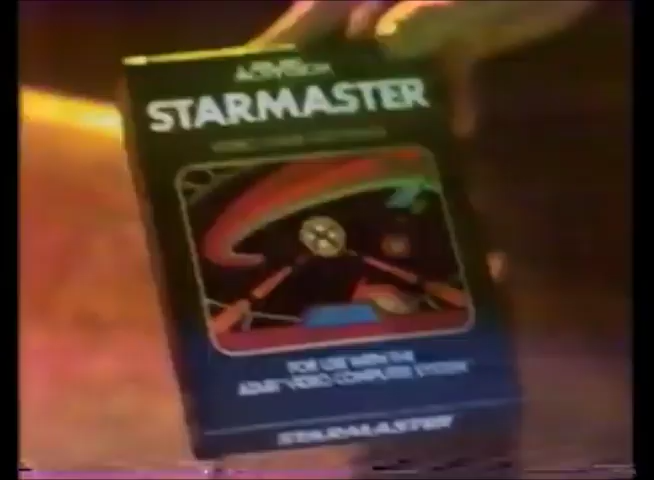 ACTIVISION
STARMASTER
FOR USE WITH THE
ATARI VIDEO COMPUTER SYSTEM
STARMASTER